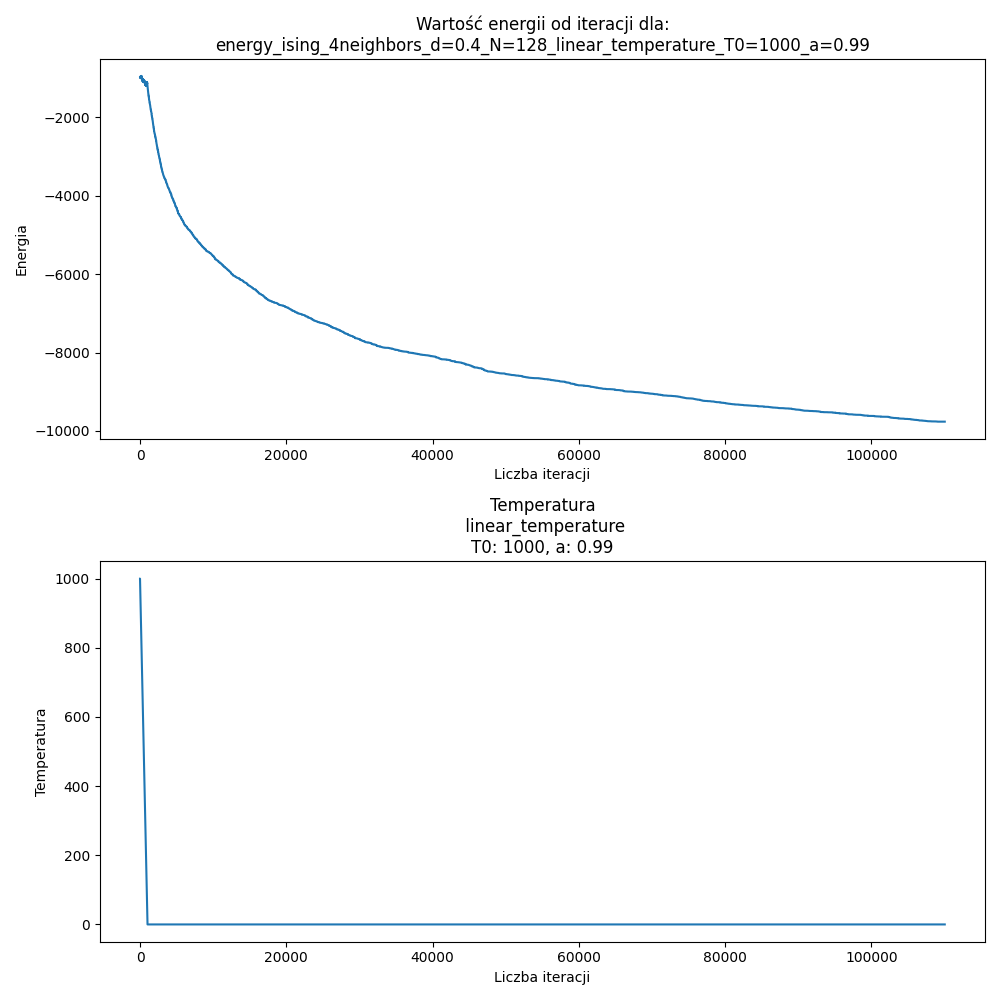 Wartość energii od iteracji dla:
energy_ising_4neighbors_d=0.4_N=128_linear_temperature_T0=1000_a=0.99
−2000
−4000
−6000
−8000
−10000
Energia
0 20000 40000 60000 80000 100000
Liczba iteracji
Temperatura
linear_temperature
T0: 1000, a: 0.99
1000
800
600
400
200
0
Temperatura
0 20000 40000 60000 80000 100000
Liczba iteracji